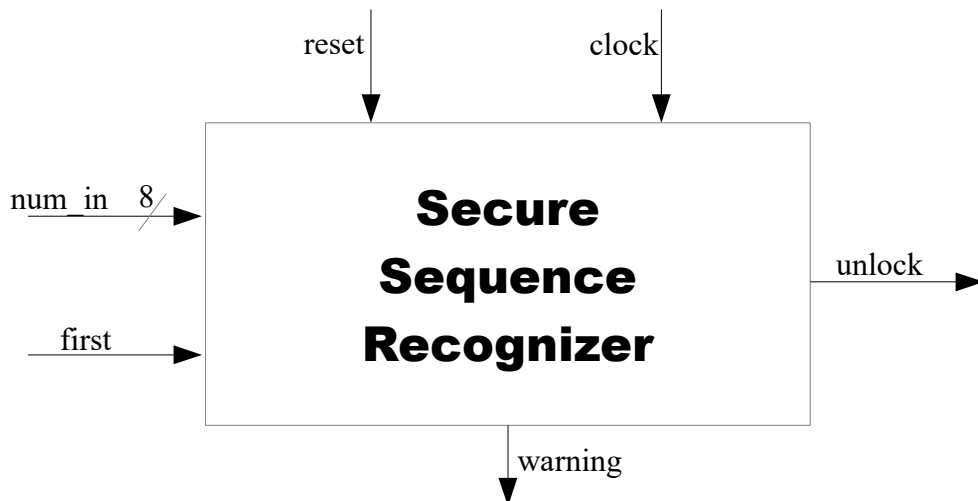 reset
clock
num_in
8
Secure
Sequence
Recognizer
unlock
first
warning